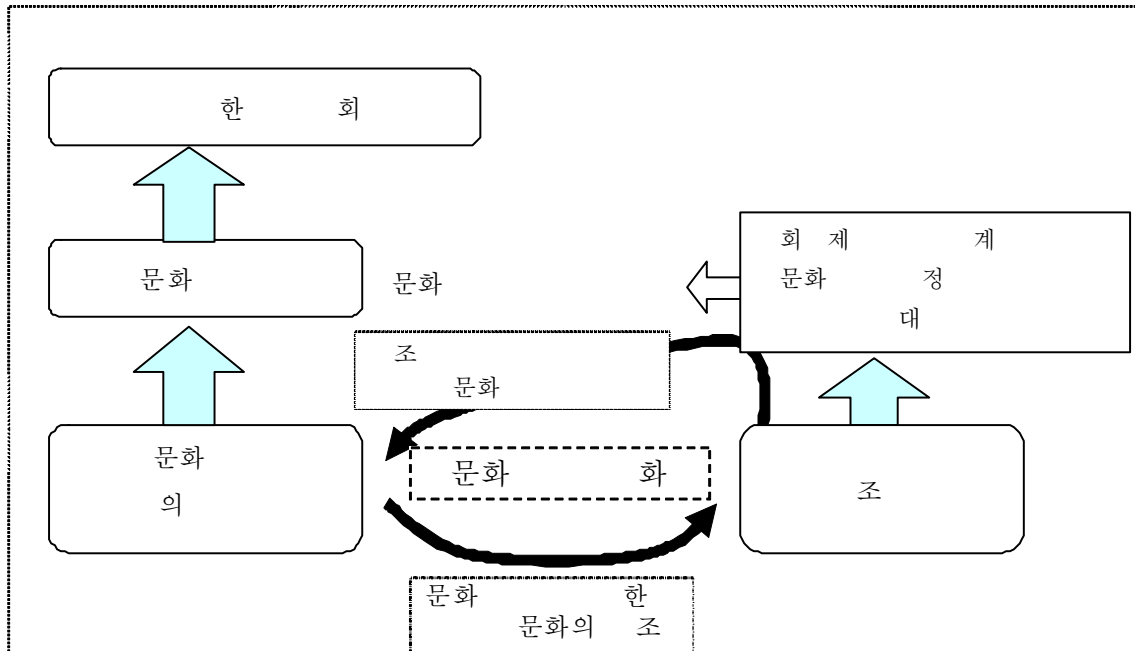 한 회
문화 문화
회 제 계
문화 정
대
조
문화
문화
의
문화 화
조
문화 한
문화의 조